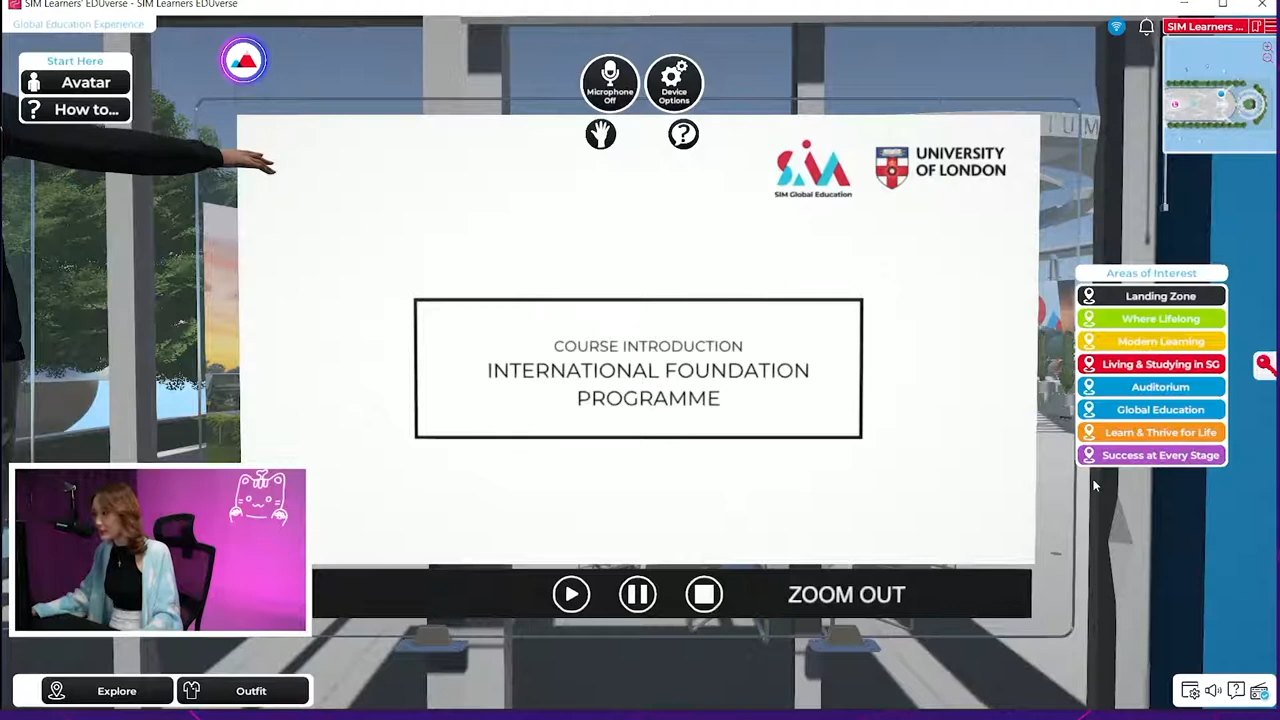 SIM Learners' EDUverse - SIM Learners EDUverse
Global Education Experience
Start Here
Avatar
How to...
Microphone
Off
Device
Options
SIM Learners ...
IUM
SiM
SIM Global Education
UNIVERSITY
OF LONDON
COURSE INTRODUCTION
INTERNATIONAL FOUNDATION
PROGRAMME
Areas of Interest
Landing Zone
Where Lifelong
Modern Learning
Living & Studying in SG
Auditorium
Global Education
Learn & Thrive for Life
Success at Every Stage
ZOOM OUT
Explore
Outfit